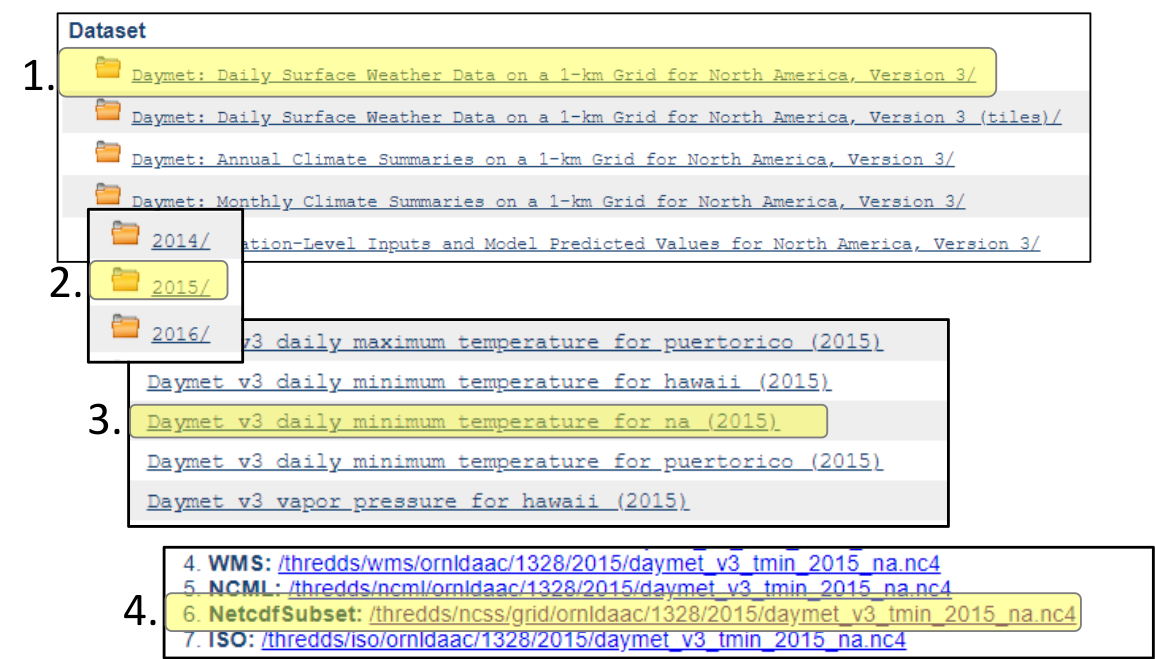 Dataset
1.
Daymet: Daily Surface Weather Data on a 1-km Grid for North America, Version 3/
Daymet: Daily Surface Weather Data on a 1-km Grid for North America, Version 3 (tiles)/
Daymet: Annual Climate Summaries on a 1-km Grid for North America, Version 3/
Daymet: Monthly Climate Summaries on a 1-km Grid for North America, Version 3/
ation-Level Inputs and Model Predicted Values for North America, Version 3/
2014/
2.
2015/
2016/
v3 daily maximum temperature for puertorico (2015)
Daymet v3 daily minimum temperature for hawaii (2015)
3.
Daymet v3 daily minimum temperature for na (2015)
Daymet v3 daily minimum temperature for puertorico (2015)
Daymet v3 vapor pressure for hawaii (2015)
4. WMS: /thredds/wms/ornldaac/1328/2015/daymet_v3_tmin_2015_na.nc4
5. NCML: /thredds/ncml/ornldaac/1328/2015/daymet_v3_tmin_2015_na.nc4
4.
6. NetcdfSubset: /thredds/ncss/grid/ornldaac/1328/2015/daymet_v3_tmin_2015_na.nc4
7. ISO: /thredds/iso/ornldaac/1328/2015/daymet_v3_tmin_2015_na.nc4